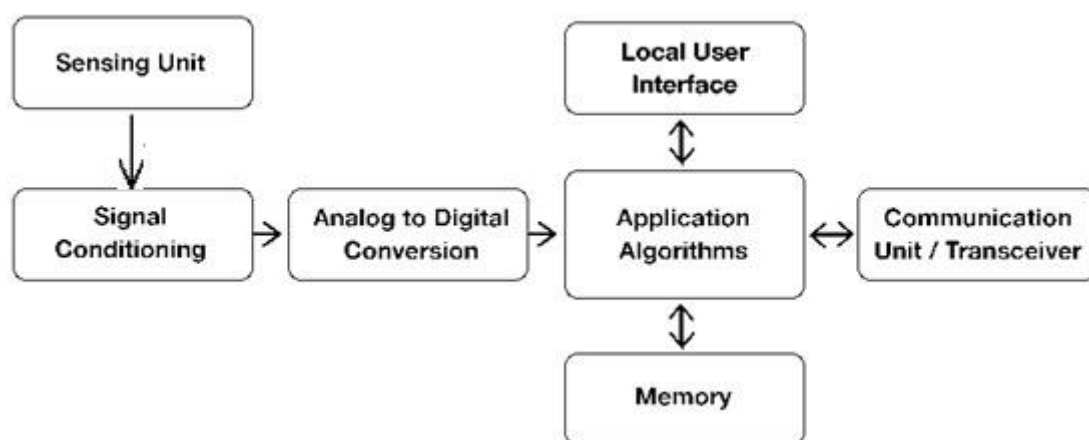 Sensing Unit
Local User
Interface
Signal
Conditioning
Analog to Digital
Conversion
Application
Algorithms
Communication
Unit / Transceiver
Memory